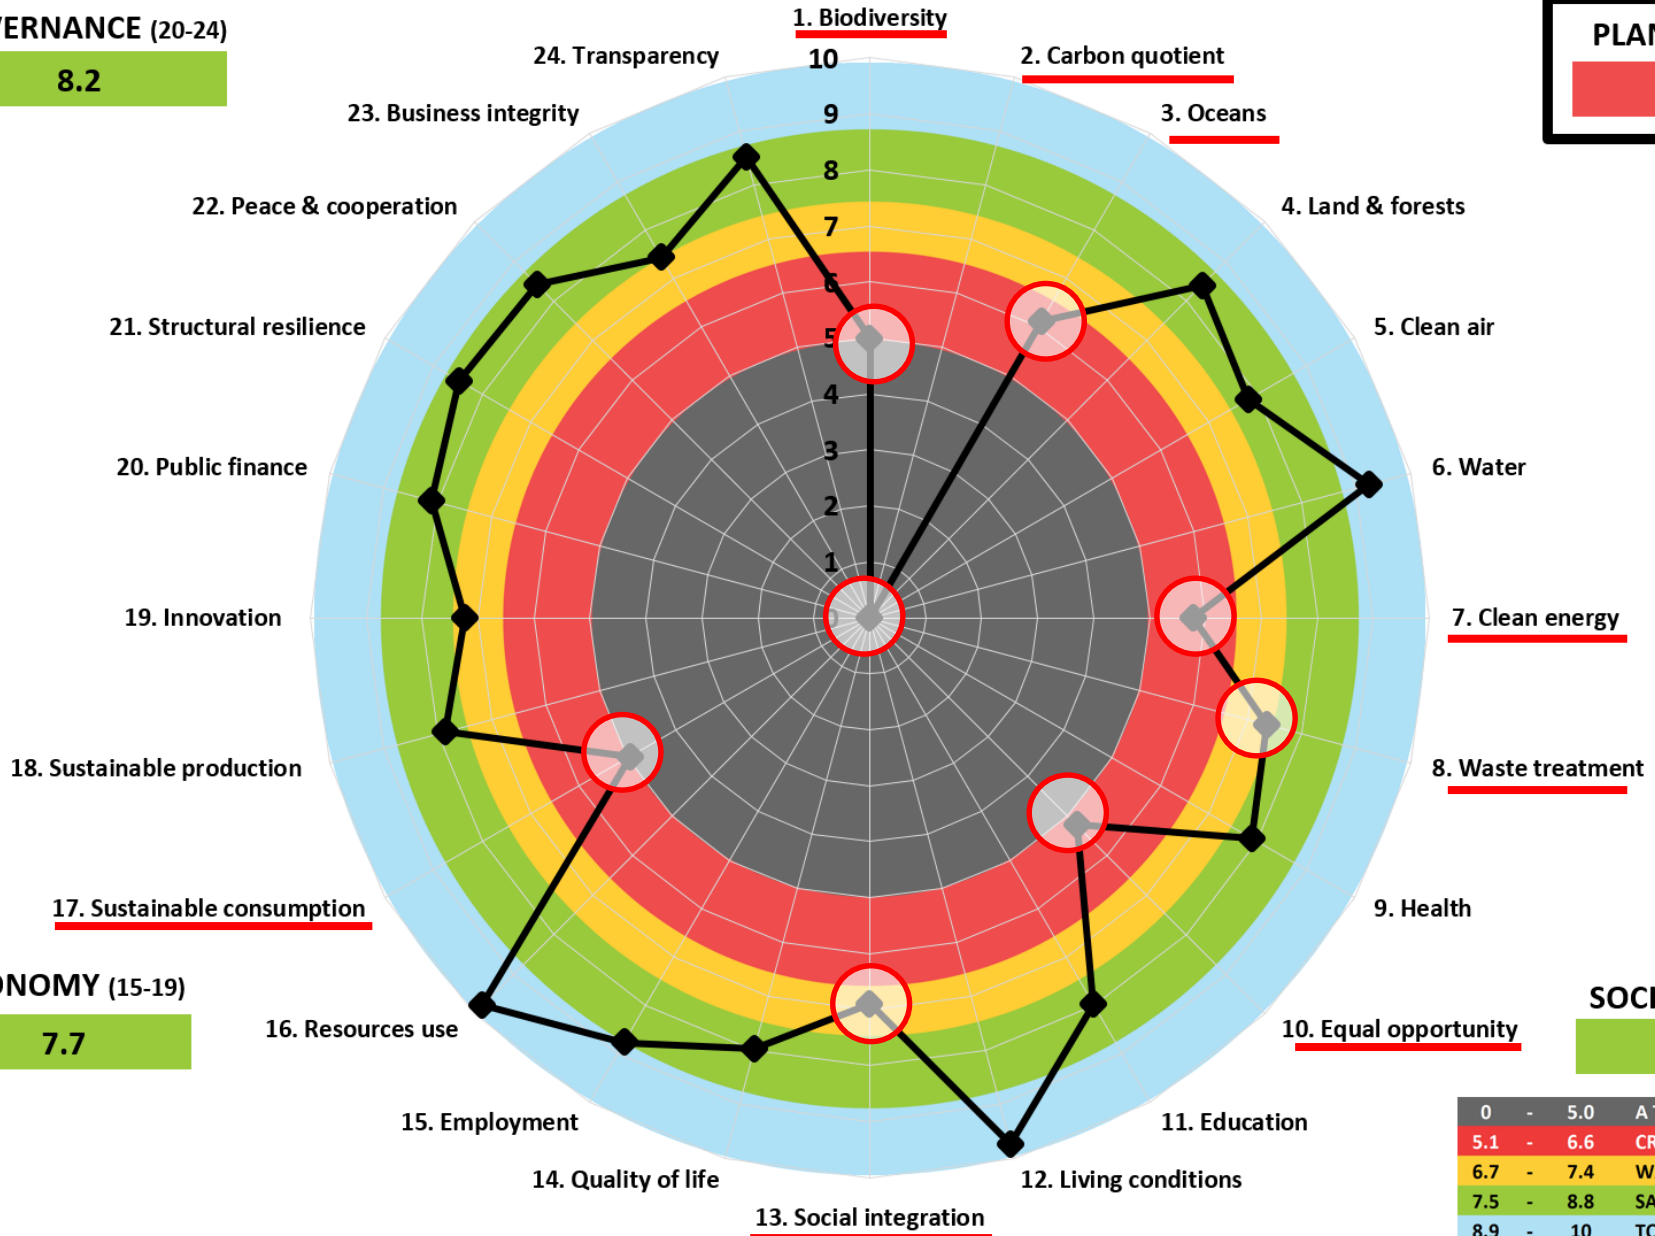 ERNANCE (20-24)
8.2
1. Biodiversity
2. Carbon quotient
3. Oceans
4. Land & forests
5. Clean air
6. Water
7. Clean energy
8. Waste treatment
9. Health
10. Equal opportunity
11. Education
12. Living conditions
13. Social integration
14. Quality of life
15. Employment
16. Resources use
17. Sustainable consumption
18. Sustainable production
19. Innovation
20. Public finance
21. Structural resilience
22. Peace & cooperation
23. Business integrity
24. Transparency
10
9
8
7
6
5
4
3
2
1
0
PLAN
ONOMY (15-19)
7.7
SOCI
0 - 5.0 A
5.1 - 6.6 CR
6.7 - 7.4 W
7.5 - 8.8 SA
8.9 - 10 TO